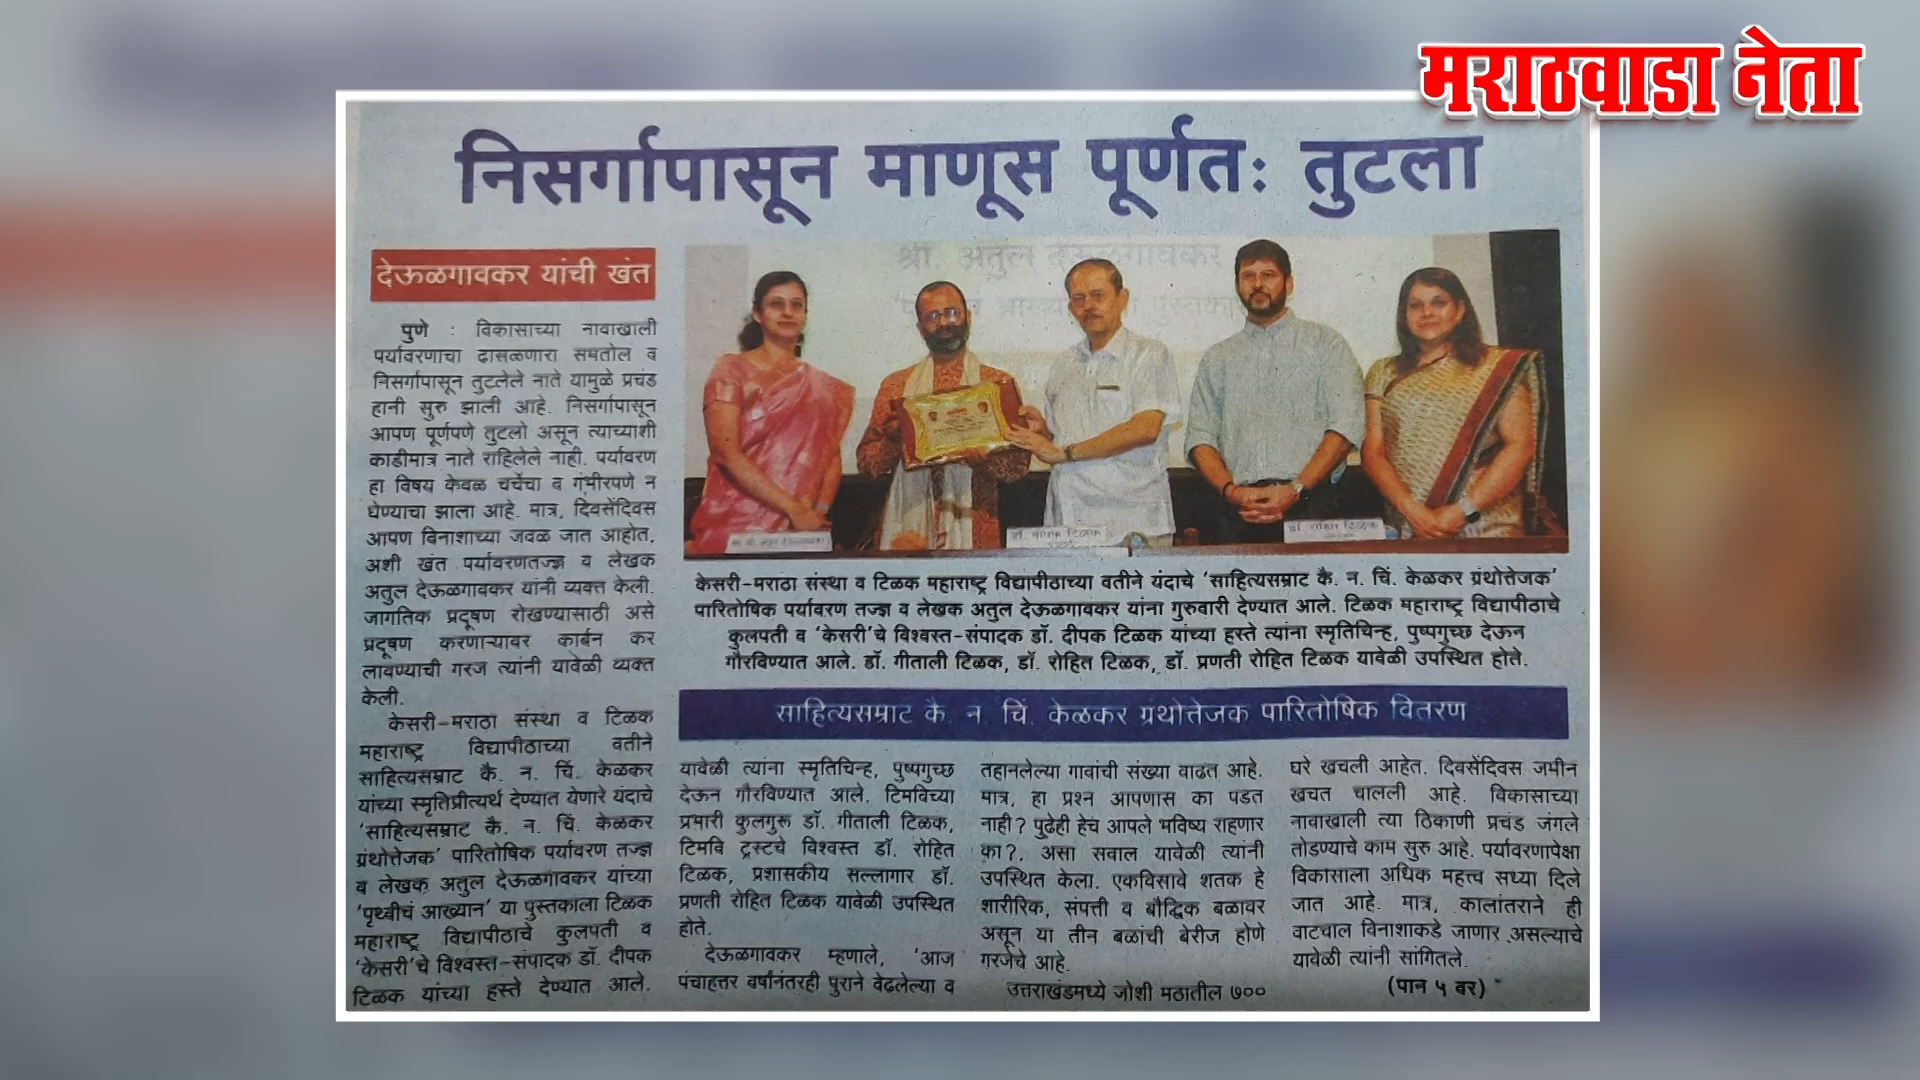 मराठवाडा नेता
निसर्गापासून माणूस पूर्णतः तुटला
देऊळगावकर यांची खंत
पुणे : विकासाच्या नावाखाली
पर्यावरणाचा ढासळणारा समतोल व
निसर्गापासून तुटलेले नाते यामुळे प्रचंड
हानी सुरु झाली आहे. निसर्गापासून
आपण पूर्णपणे तुटलो असून त्याच्याशी
काडीमात्र नाते राहिलेले नाही. पर्यावरण
हा विषय केवळ चर्चेचा व गंभीरपणे न
घेण्याचा झाला आहे. मात्र, दिवसेंदिवस
आपण विनाशाच्या जवळ जात आहोत,
अशी खंत पर्यावरणतज्ज्ञ व लेखक
अतुल देऊळगावकर यांनी व्यक्त केली.
जागतिक प्रदूषण रोखण्यासाठी असे
प्रदूषण करणाऱ्यावर कार्बन कर
लावण्याची गरज त्यांनी यावेळी व्यक्त
केली.
केसरी-मराठा संस्था व टिळक
महाराष्ट्र विद्यापीठाच्या वतीने
साहित्यसम्राट कै. न. चिं. केळकर
यांच्या स्मृतिप्रीत्यर्थ देण्यात येणारे यंदाचे
'साहित्यसम्राट कै. न. चिं. केळकर
ग्रंथोत्तेजक' पारितोषिक पर्यावरण तज्ज्ञ
व लेखक अतुल देऊळगावकर यांच्या
'पृथ्वीचं आख्यान' या पुस्तकाला टिळक
महाराष्ट्र विद्यापीठाचे कुलपती व
'केसरी'चे विश्वस्त-संपादक डॉ. दीपक
टिळक यांच्या हस्ते देण्यात आले.
श्री. अतुल देऊळगावकर
केसरी-मराठा संस्था व टिळक महाराष्ट्र विद्यापीठाच्या वतीने यंदाचे 'साहित्यसम्राट कै. न. चिं. केळकर ग्रंथोत्तेजक'
पारितोषिक पर्यावरण तज्ज्ञ व लेखक अतुल देऊळगावकर यांना गुरुवारी देण्यात आले. टिळक महाराष्ट्र विद्यापीठाचे
कुलपती व 'केसरी'चे विश्वस्त-संपादक डॉ. दीपक टिळक यांच्या हस्ते त्यांना स्मृतिचिन्ह, पुष्पगुच्छ देऊन
गौरविण्यात आले. डॉ. गीताली टिळक, डॉ. रोहित टिळक, डॉ. प्रणती रोहित टिळक यावेळी उपस्थित होते.
साहित्यसम्राट कै. न. चिं. केळकर ग्रंथोत्तेजक पारितोषिक वितरण
यावेळी त्यांना स्मृतिचिन्ह, पुष्पगुच्छ
देऊन गौरविण्यात आले. टिमविच्या
प्रभारी कुलगुरू डॉ. गीताली टिळक,
टिमवि ट्रस्टचे विश्वस्त डॉ. रोहित
टिळक, प्रशासकीय सल्लागार डॉ.
प्रणती रोहित टिळक यावेळी उपस्थित
होते.
देऊळगावकर म्हणाले, 'आज
पंचाहत्तर वर्षांनंतरही पुराने वेढलेल्या व
तहानलेल्या गावांची संख्या वाढत आहे.
मात्र, हा प्रश्न आपणास का पडत
नाही? पुढेही हेच आपले भविष्य राहणार
का?, असा सवाल यावेळी त्यांनी
उपस्थित केला. एकविसावे शतक हे
शारीरिक, संपत्ती व बौद्धिक बळावर
असून या तीन बळांची बेरीज होणे
गरजेचे आहे.
उत्तराखंडमध्ये जोशी मठातील ७००
घरे खचली आहेत. दिवसेंदिवस जमीन
खचत चालली आहे. विकासाच्या
नावाखाली त्या ठिकाणी प्रचंड जंगले
तोडण्याचे काम सुरु आहे. पर्यावरणापेक्षा
विकासाला अधिक महत्त्व सध्या दिले
जात आहे. मात्र, कालांतराने ही
वाटचाल विनाशाकडे जाणार असल्याचे
यावेळी त्यांनी सांगितले.
(पान ५ वर)